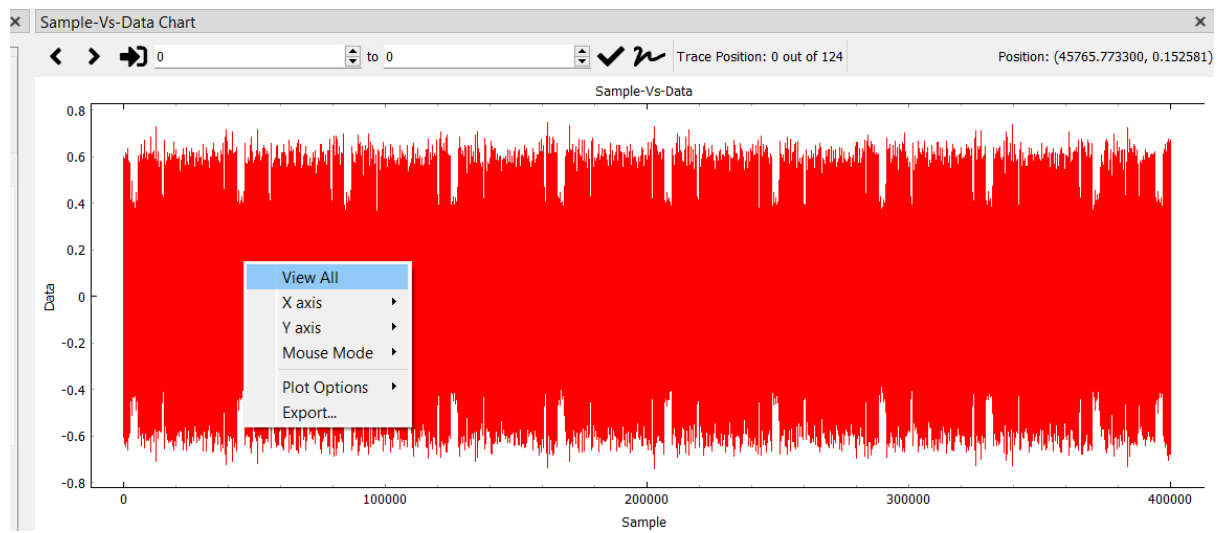 Sample-Vs-Data Chart
0 to 0 Trace Position: 0 out of 124 Position: (45765.773300, 0.152581)
Sample-Vs-Data
0.8
0.6
0.4
0.2
0
-0.2
-0.4
-0.6
-0.8
Data
View All
X axis
Y axis
Mouse Mode
Plot Options
Export...
0 100000 200000 300000 400000
Sample